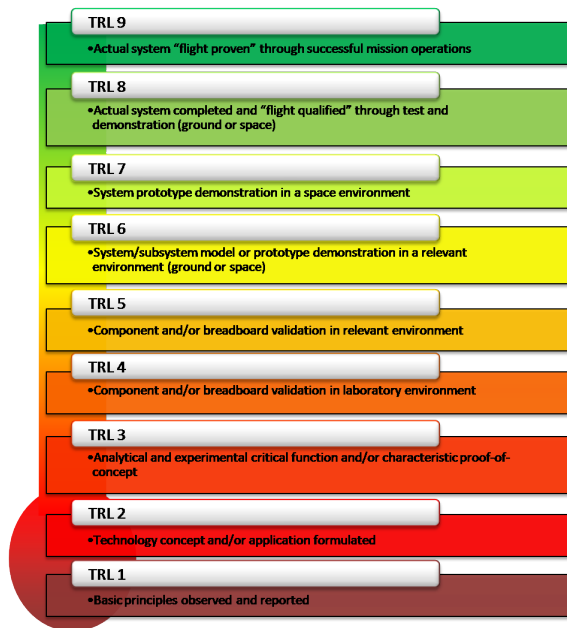 TRL 9
•Actual system “flight proven” through successful mission operations
TRL 8
•Actual system completed and “flight qualified” through test and
demonstration (ground or space)
TRL 7
•System prototype demonstration in a space environment
TRL 6
•System/subsystem model or prototype demonstration in a relevant
environment (ground or space)
TRL 5
•Component and/or breadboard validation in relevant environment
TRL 4
•Component and/or breadboard validation in laboratory environment
TRL 3
•Analytical and experimental critical function and/or characteristic proof-of-
concept
TRL 2
•Technology concept and/or application formulated
TRL 1
•Basic principles observed and reported